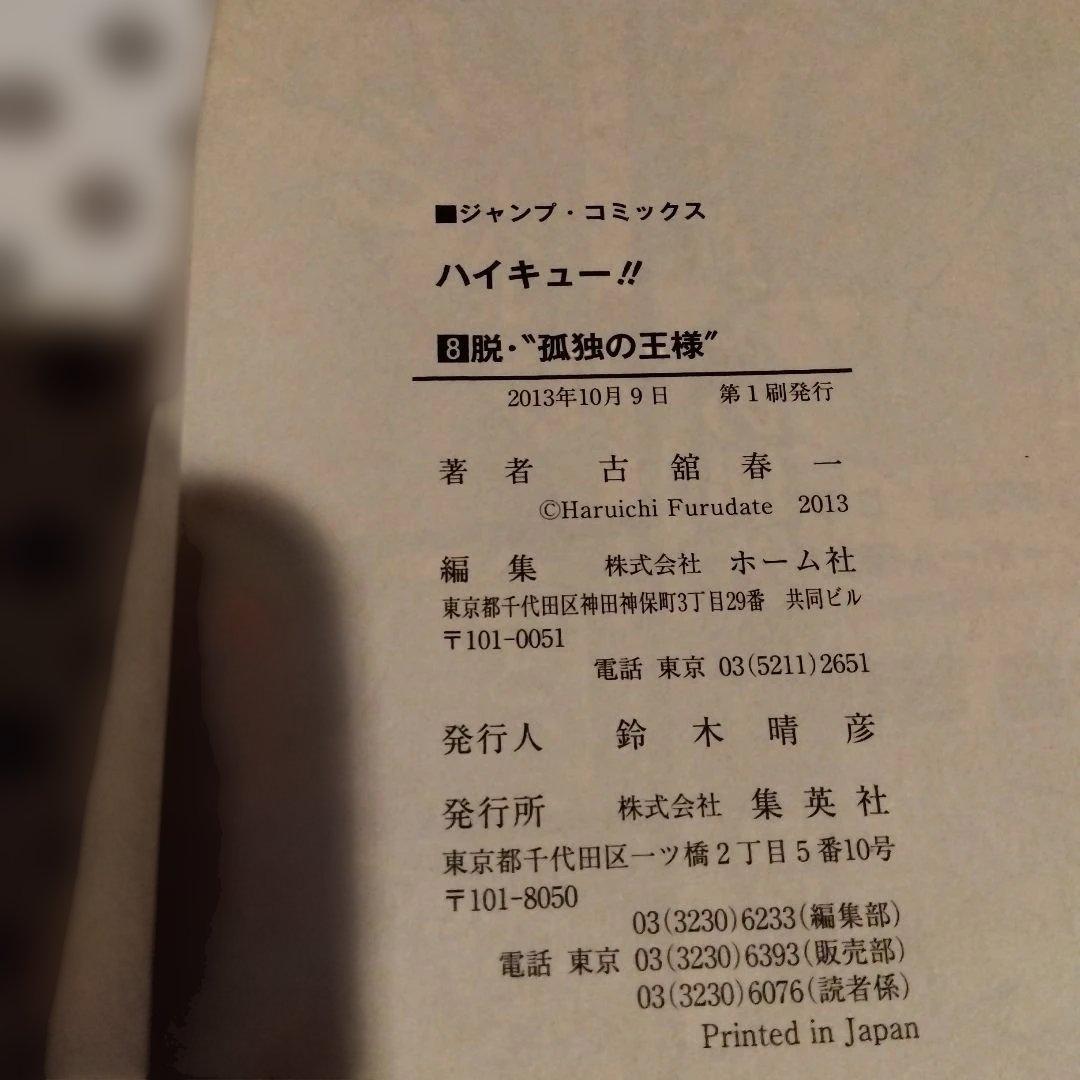 ■ジャンプ・コミックス
ハイキュー!!
8脱・〝孤独の王様〟
2013年10月9日 第1刷発行
著者 古舘春一
©Haruichi Furudate 2013
編集 株式会社 ホーム社
東京都千代田区神田神保町3丁目29番 共同ビル
〒101-0051
電話 東京 03(5211)2651
発行人 鈴木晴彦
発行所 株式会社 集英社
東京都千代田区一ツ橋2丁目5番10号
〒101-8050
03(3230)6233(編集部)
電話 東京 03(3230)6393(販売部)
03(3230)6076(読者係)
Printed in Japan